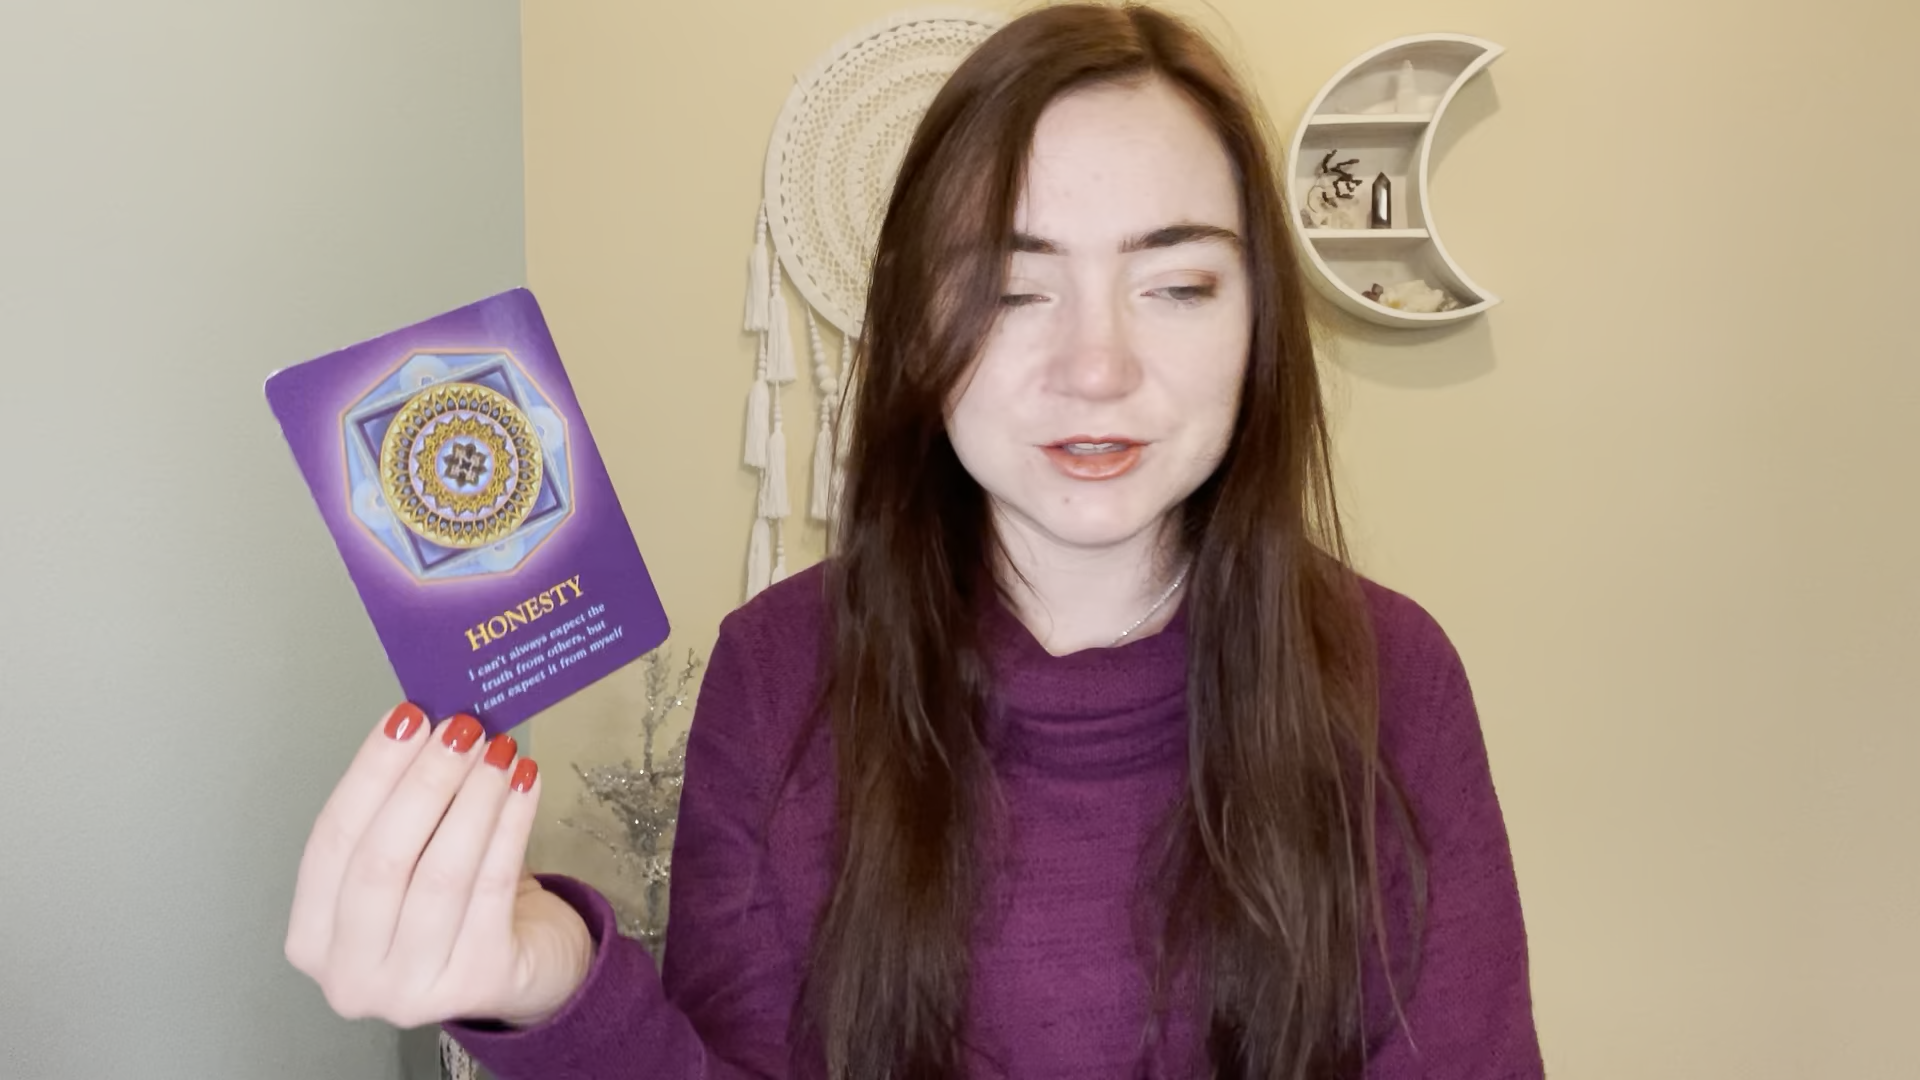 HONESTY
I can't always expect the
truth from others, but
I can expect it from myself